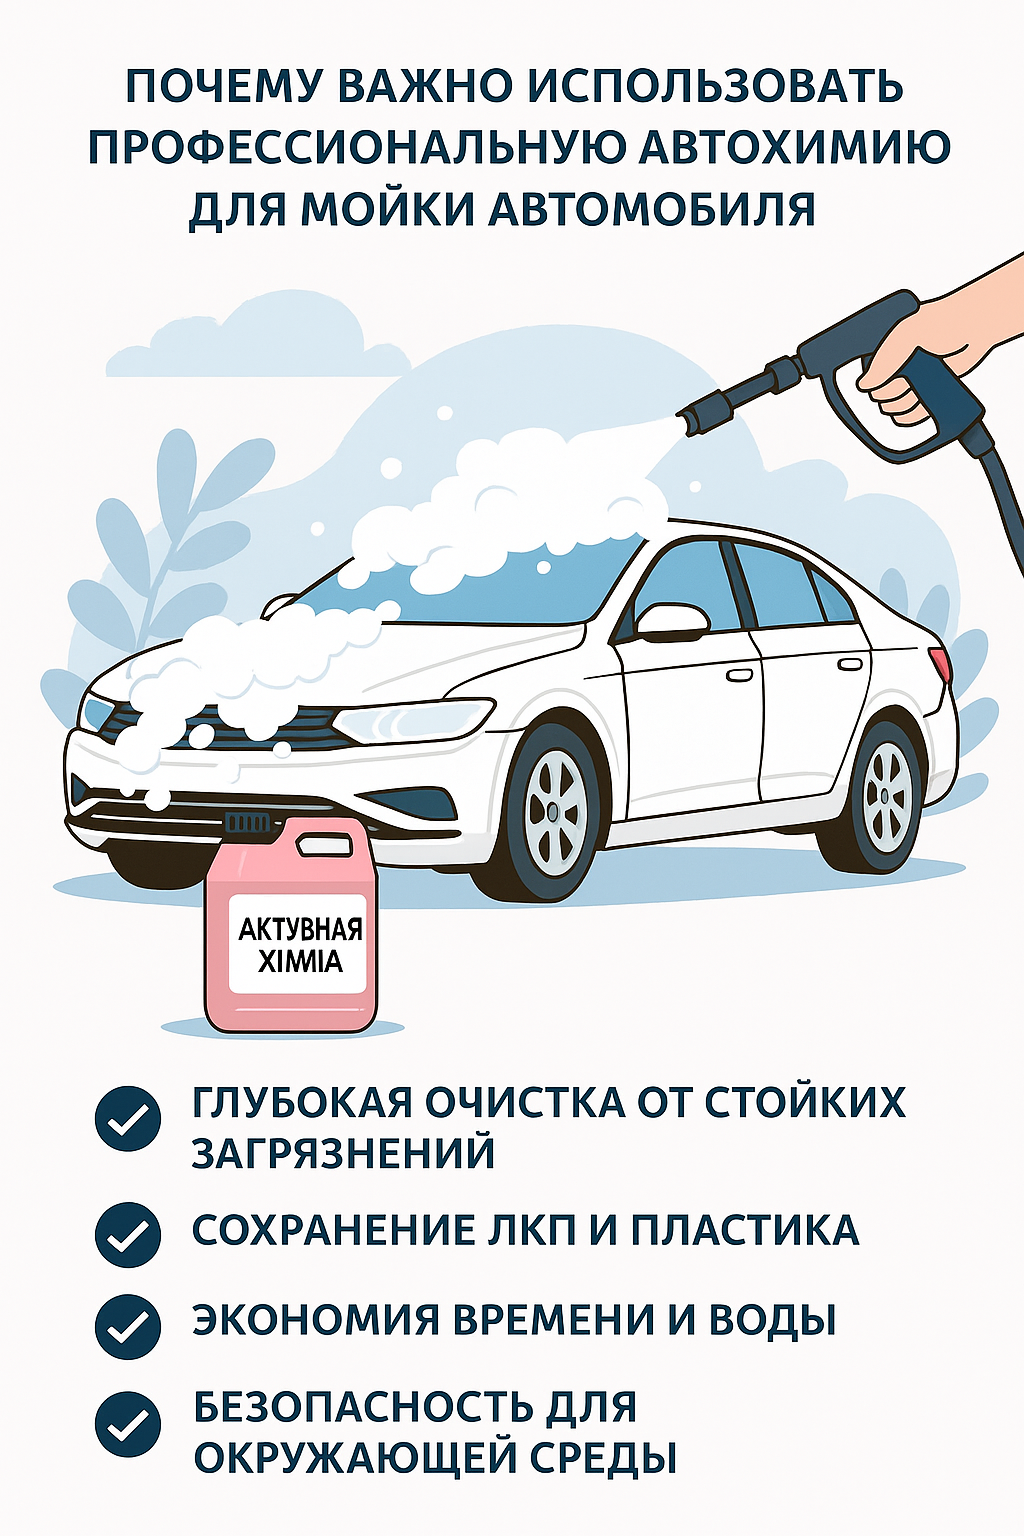 ПОЧЕМУ ВАЖНО ИСПОЛЬЗОВАТЬ
ПРОФЕССИОНАЛЬНУЮ АВТОХИМИЮ
ДЛЯ МОЙКИ АВТОМОБИЛЯ
АКТУВНАЯ
XIMMIA
ГЛУБОКАЯ ОЧИСТКА ОТ СТОЙКИХ
ЗАГРЯЗНЕНИЙ
СОХРАНЕНИЕ ЛКП И ПЛАСТИКА
ЭКОНОМИЯ ВРЕМЕНИ И ВОДЫ
БЕЗОПАСНОСТЬ ДЛЯ
ОКРУЖАЮЩЕЙ СРЕДЫ